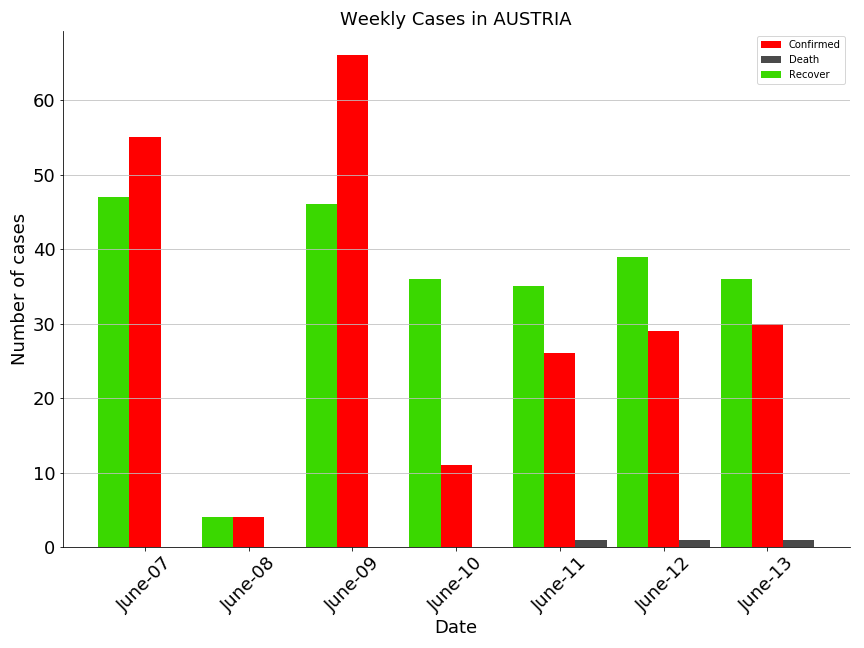 Weekly Cases in AUSTRIA
Confirmed
Death
Recover
Number of cases
60
50
40
30
20
10
0
June-07
June-08
June-09
June-10
June-11
June-12
June-13
Date